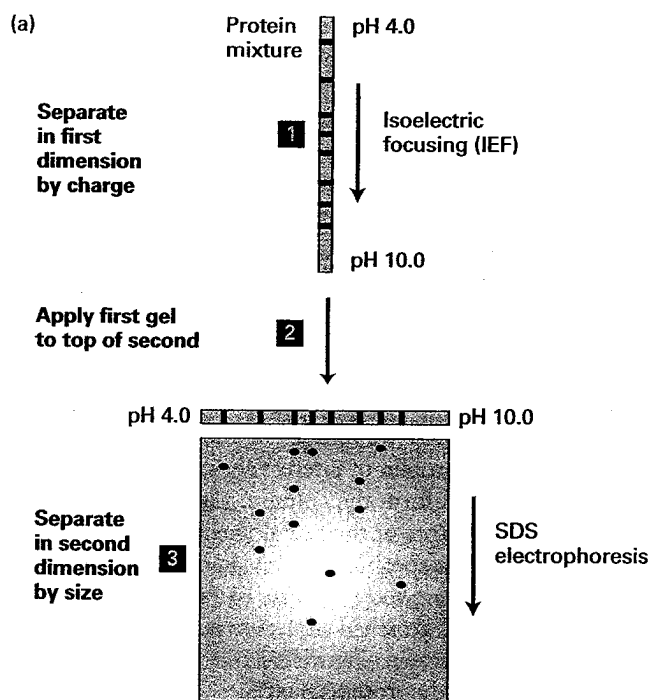 (a)
Protein
mixture
pH 4.0
Separate
in first
dimension
by charge
1
Isoelectric
focusing (IEF)
pH 10.0
Apply first gel
to top of second
2
pH 4.0
pH 10.0
Separate
in second
dimension
by size
3
SDS
electrophoresis